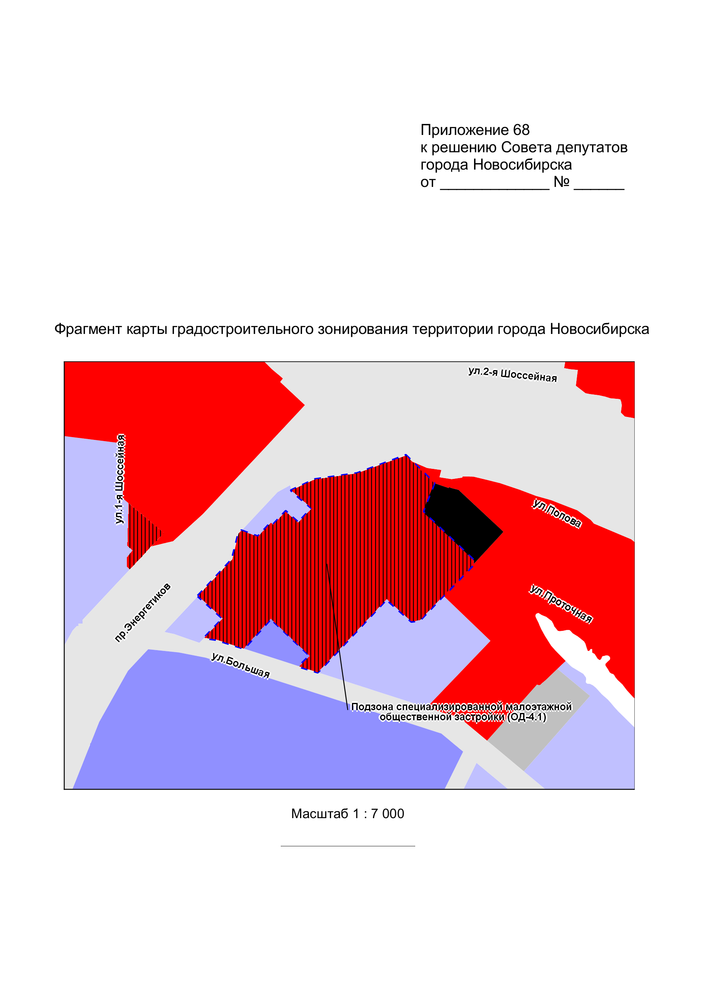 Приложение 68
к решению Совета депутатов
города Новосибирска
от _____________ № ______
Фрагмент карты градостроительного зонирования территории города Новосибирска
ул.2-я Шоссейная
ул.1-я Шоссейная
ул.Попова
ул.Проточная
пр.Энергетиков
ул.Большая
Подзона специализированной малоэтажной
общественной застройки (ОД-4.1)
Масштаб 1 : 7 000